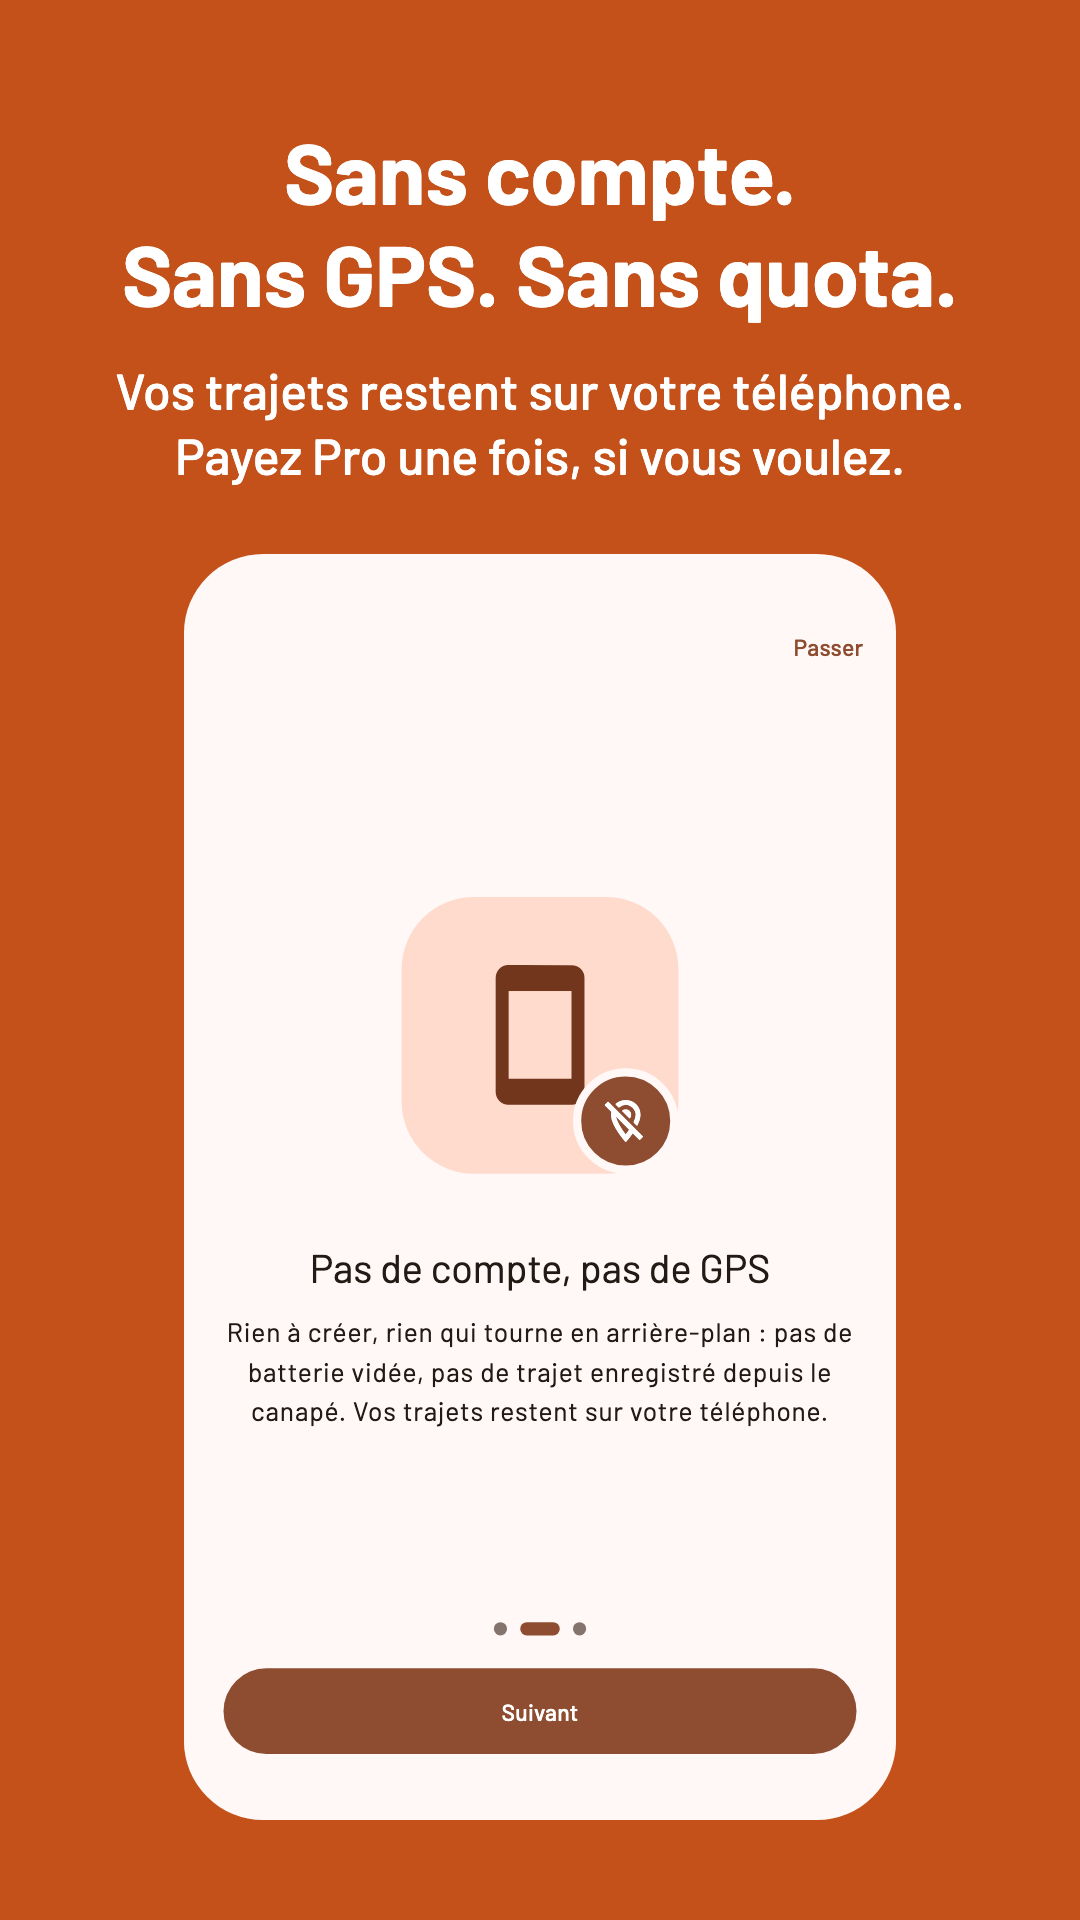 Sans compte.
Sans GPS. Sans quota.
Vos trajets restent sur votre téléphone.
Payez Pro une fois, si vous voulez.
Passer
Pas de compte, pas de GPS
Rien à créer, rien qui tourne en arrière-plan : pas de
batterie vidée, pas de trajet enregistré depuis le
canapé. Vos trajets restent sur votre téléphone.
Suivant